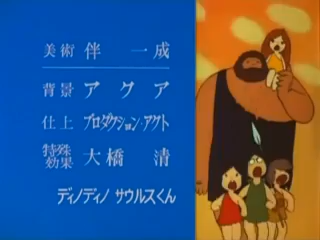 美術 伴 一成
背景 アクア
仕上 プロダクション・アクト
特殊効果 大橋 清
ディノディノ サウルスくん